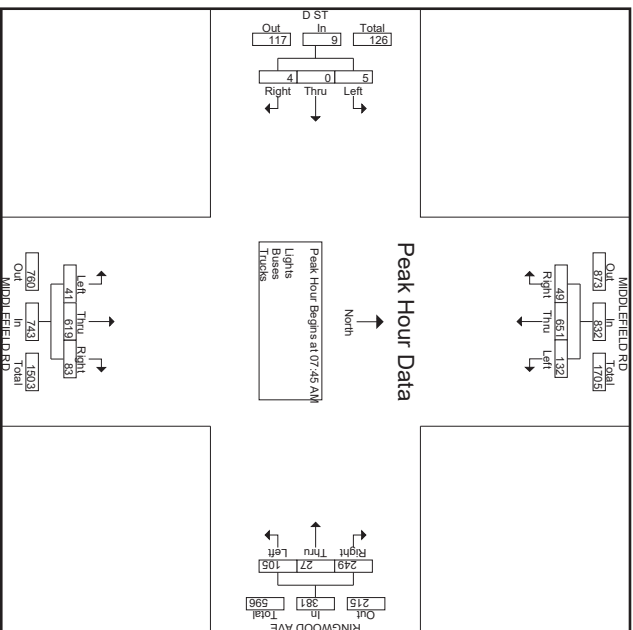 D ST
Out In Total
117 9 126
4 0 5
Right Thru Left
MIDDLEFIELD RD
Out In Total
873 832 1705
49 651 132
Right Thru Left
Peak Hour Data
North
Peak Hour Begins at 07:45 AM
Lights
Buses
Trucks
Left Thru Right
41 619 83
760 743 1503
Out In Total
MIDDLEFIELD RD
Left Thru Right
105 27 249
596 381 215
Total In Out
RINGWOOD AVE